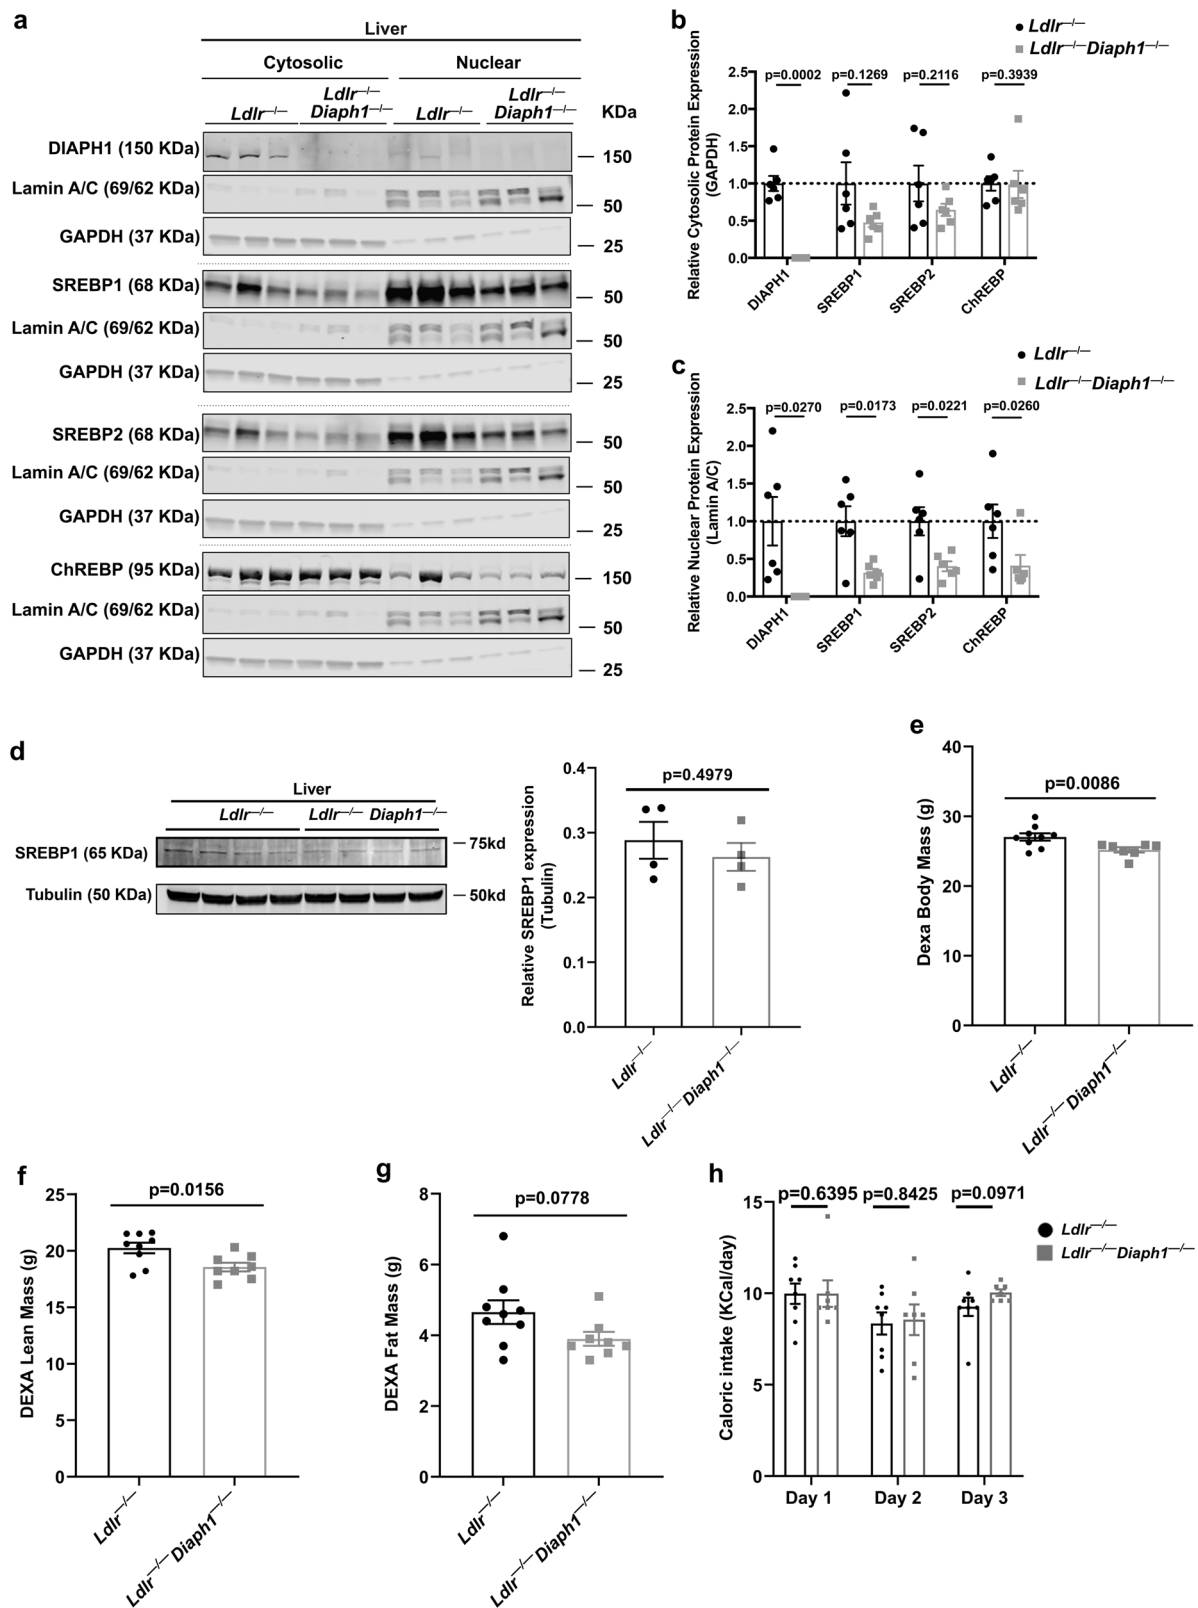 a
Liver
Cytosolic Nuclear
Ldlr–/– Ldlr–/– Diaph1–/– Ldlr–/– Ldlr–/– Diaph1–/– KDa
DIAPH1 (150 KDa) — 150
Lamin A/C (69/62 KDa) — 50
GAPDH (37 KDa) — 25
SREBP1 (68 KDa) — 50
Lamin A/C (69/62 KDa) — 50
GAPDH (37 KDa) — 25
SREBP2 (68 KDa) — 50
Lamin A/C (69/62 KDa) — 50
GAPDH (37 KDa) — 25
ChREBP (95 KDa) — 150
Lamin A/C (69/62 KDa) — 50
GAPDH (37 KDa) — 25
b
Ldlr–/–
Ldlr–/–Diaph1–/–
Relative Cytosolic Protein Expression
(GAPDH)
p=0.0002 p=0.1269 p=0.2116 p=0.3939
2.5
2.0
1.5
1.0
0.5
0.0
DIAPH1 SREBP1 SREBP2 ChREBP
c
Ldlr–/–
Ldlr–/–Diaph1–/–
Relative Nuclear Protein Expression
(Lamin A/C)
p=0.0270 p=0.0173 p=0.0221 p=0.0260
2.5
2.0
1.5
1.0
0.5
0.0
DIAPH1 SREBP1 SREBP2 ChREBP
d
Liver
Ldlr–/– Ldlr–/– Diaph1–/–
SREBP1 (65 KDa) — 75kd
Tubulin (50 KDa) — 50kd
Relative SREBP1 expression
(Tubulin)
p=0.4979
0.4
0.3
0.2
0.1
0.0
Ldlr–/– Ldlr–/–Diaph1–/–
e
Dexa Body Mass (g)
p=0.0086
40
30
20
10
0
Ldlr–/– Ldlr–/–Diaph1–/–
f
DEXA Lean Mass (g)
p=0.0156
25
20
15
10
5
0
Ldlr–/– Ldlr–/–Diaph1–/–
g
DEXA Fat Mass (g)
p=0.0778
8
6
4
2
0
Ldlr–/– Ldlr–/–Diaph1–/–
h
Caloric intake (KCal/day)
p=0.6395 p=0.8425 p=0.0971
15
10
5
0
Day 1 Day 2 Day 3
Ldlr–/–
Ldlr–/–Diaph1–/–